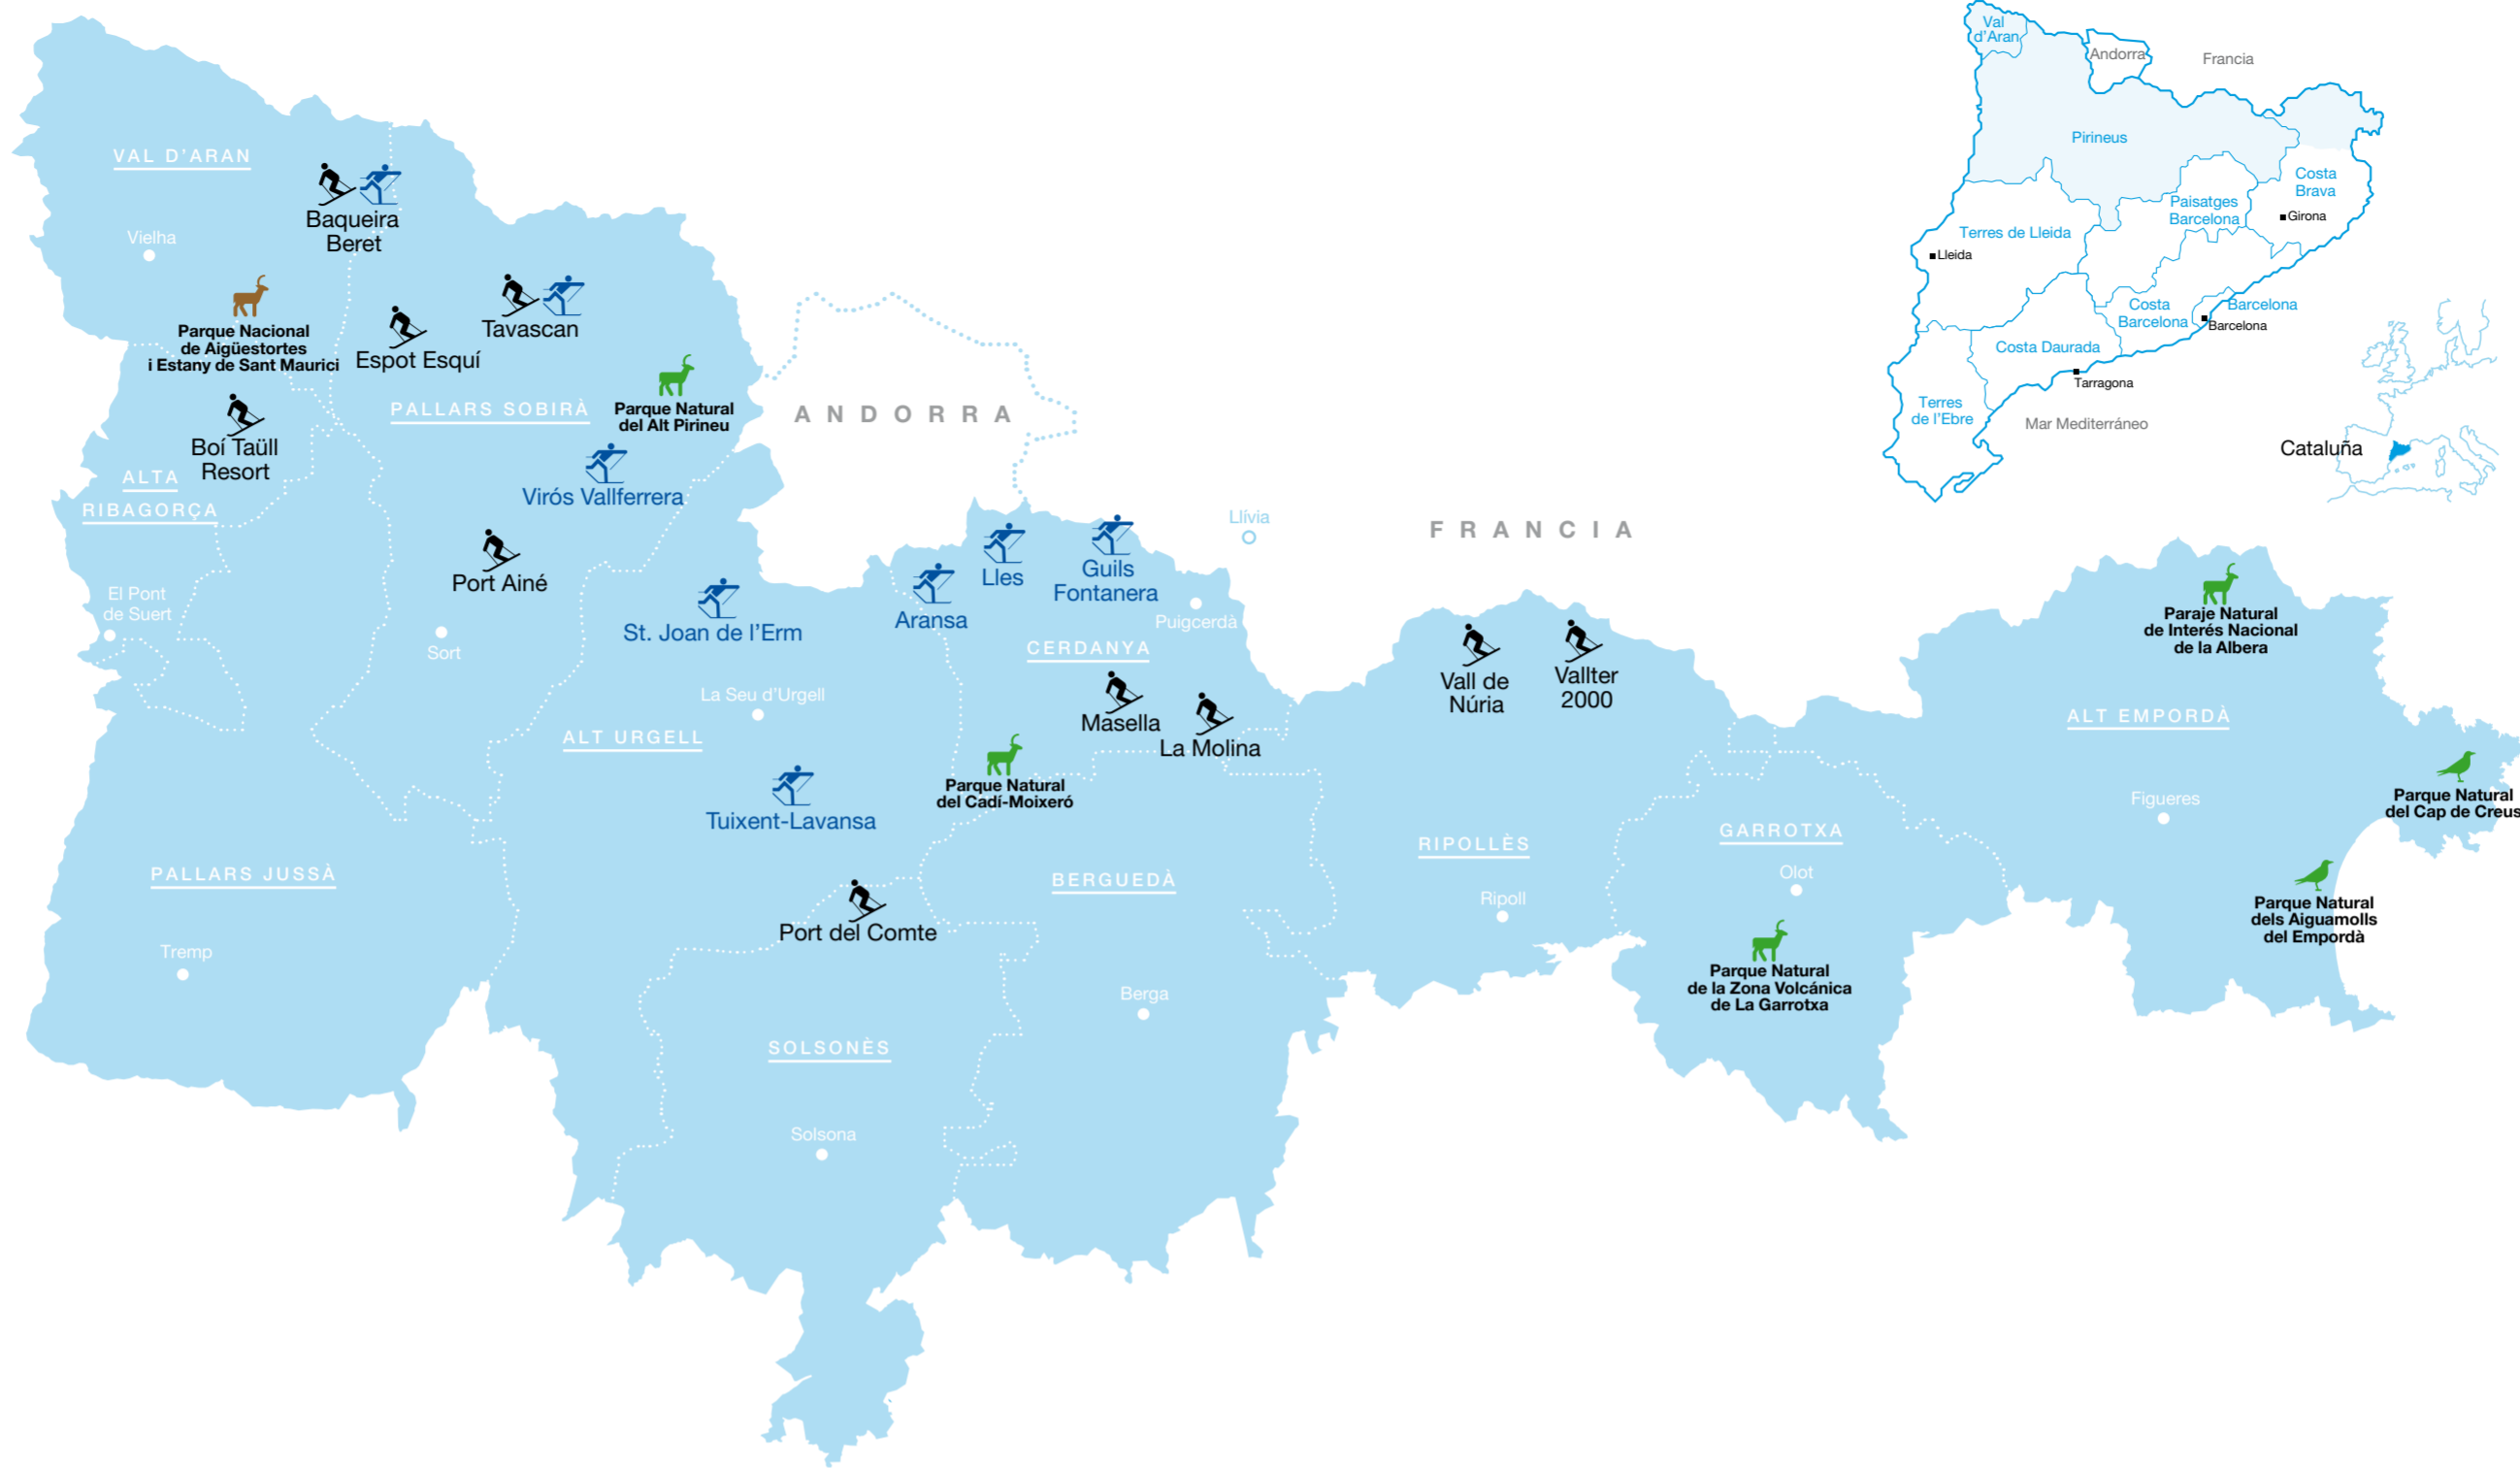 VAL D'ARAN
Vielha
Baqueira
Beret
Parque Nacional
de Aigüestortes
i Estany de Sant Maurici
Espot Esquí
Tavascan
Boí Taüll
Resort
ALTA
RIBAGORÇA
PALLARS SOBIRÀ
Parque Natural
del Alt Pirineu
Virós Vallferrera
Port Ainé
El Pont
de Suert
Sort
ANDORRA
St. Joan de l'Erm
La Seu d'Urgell
ALT URGELL
Tuixent-Lavansa
Port del Comte
PALLARS JUSSÀ
Tremp
SOLSONÈS
Solsona
Aransa
Lles
Guils
Fontanera
Llívia
Puigcerdà
CERDANYA
Masella
La Molina
Parque Natural
del Cadí-Moixeró
BERGUEDÀ
Berga
FRANCIA
Vall de
Núria
Vallter
2000
RIPOLLÈS
Ripoll
GARROTXA
Olot
Parque Natural
de la Zona Volcánica
de La Garrotxa
Paraje Natural
de Interés Nacional
de la Albera
ALT EMPORDÀ
Figueres
Parque Natural
del Cap de Creus
Parque Natural
dels Aiguamolls
del Empordà
Val
d'Aran
Andorra
Francia
Pirineus
Costa
Brava
Girona
Paisatges
Barcelona
Terres de Lleida
Lleida
Costa
Barcelona
Barcelona
Barcelona
Costa Daurada
Tarragona
Terres
de l'Ebre
Mar Mediterráneo
Cataluña